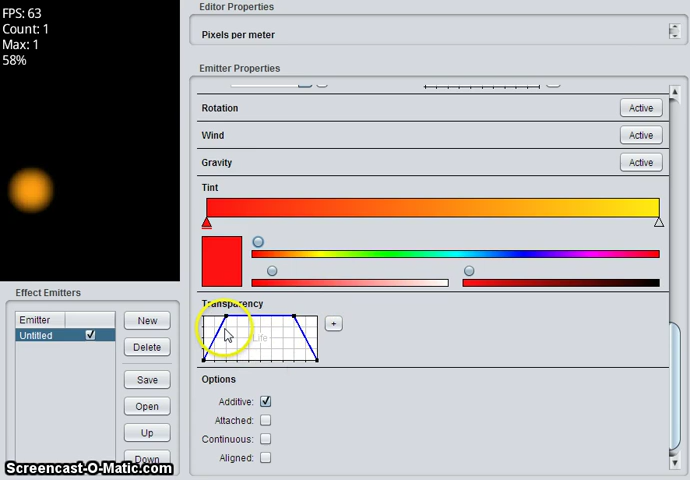 FPS: 63
Count: 1
Max: 1
58%
Editor Properties
Pixels per meter
Emitter Properties
Rotation
Active
Wind
Active
Gravity
Active
Tint
Transparency
Life
+
Options
Additive:
Attached:
Continuous:
Aligned:
Effect Emitters
Emitter
Untitled
New
Delete
Save
Open
Up
Down
Screencast-O-Matic.com